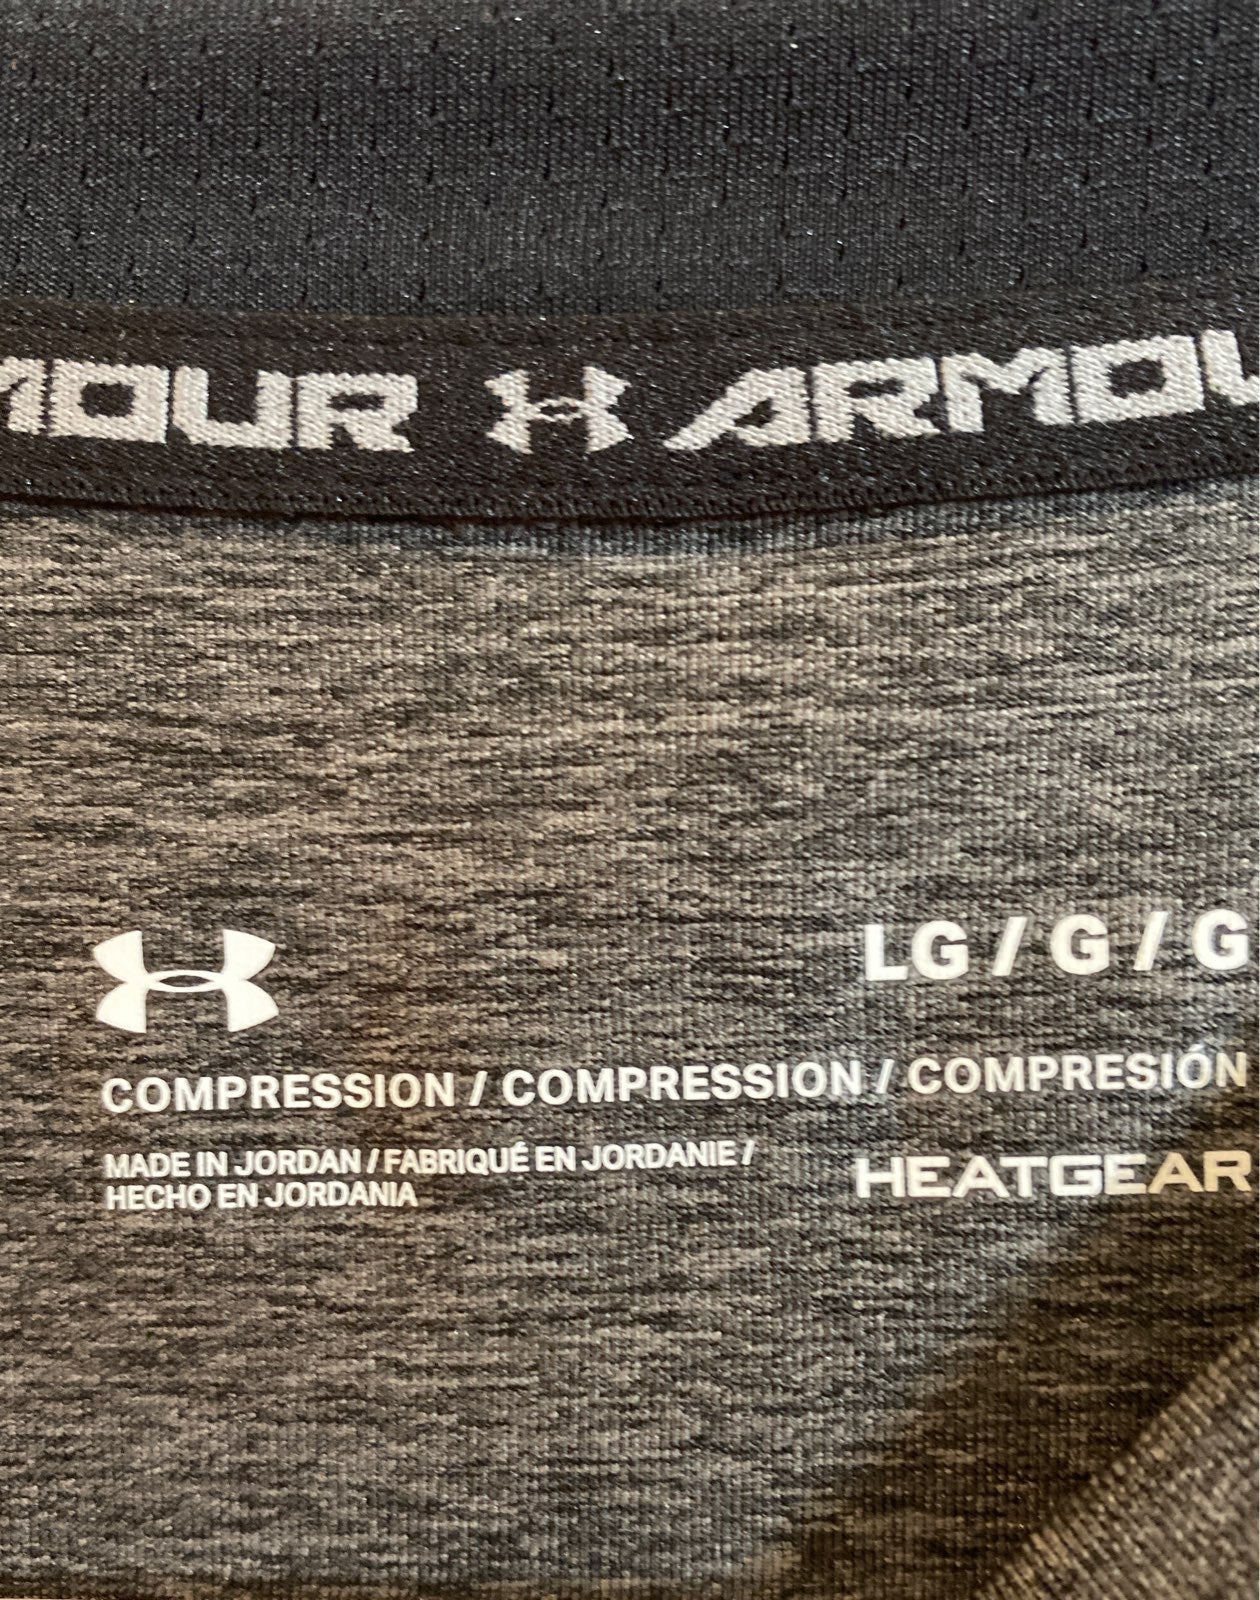 MOUR ARMOU
LG / G / G
COMPRESSION / COMPRESSION / COMPRESIÓN
MADE IN JORDAN / FABRIQUÉ EN JORDANIE /
HECHO EN JORDANIA
HEATGEAR